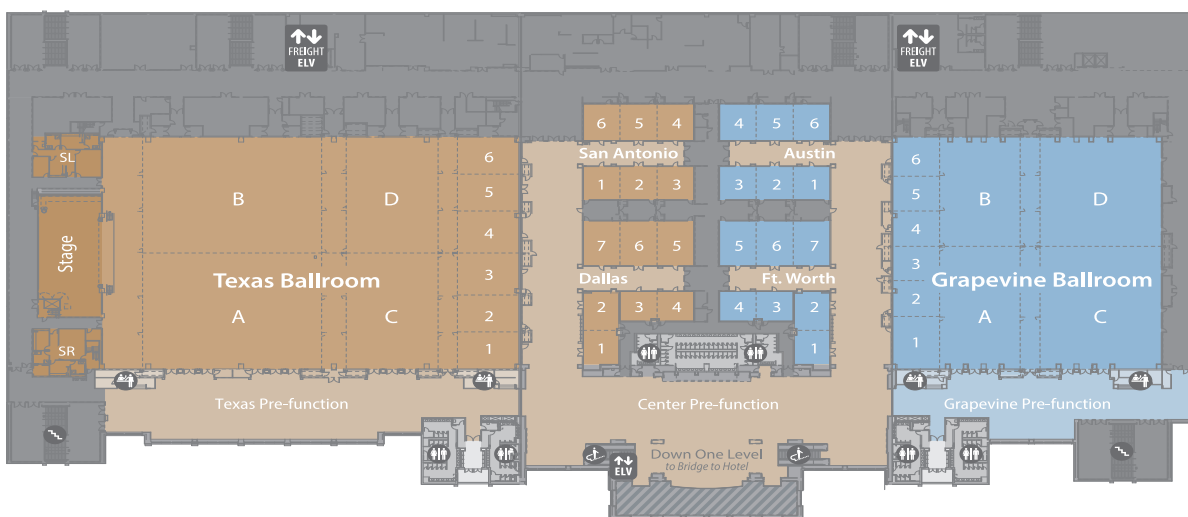 FREIGHT
ELV
FREIGHT
ELV
6 5 4
4 5 6
San Antonio
Austin
SL
6
6
1 2 3
3 2 1
B
D
5
5
B
D
4
7 6 5
5 6 7
4
Stage
Texas Ballroom
3
Dallas
Ft. Worth
3
Grapevine Ballroom
A
C
2
2 3 4
4 3 2
2
A
C
SR
1
1
1
1
Texas Pre-function
Center Pre-function
Grapevine Pre-function
Down One Level
to Bridge to Hotel
ELV